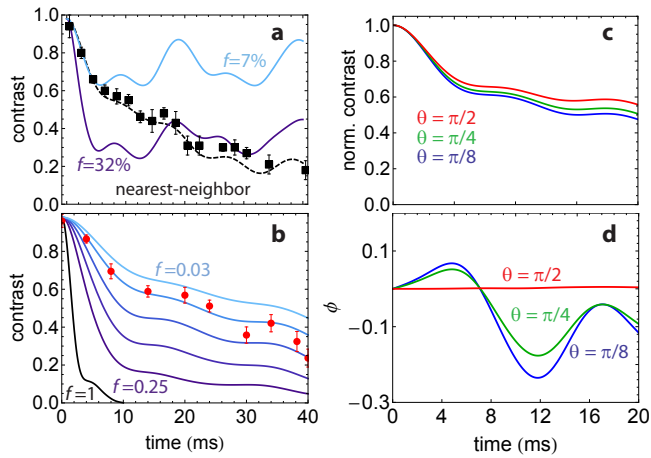 a
1.0
0.8
0.6
0.4
0.2
0.0
contrast
f=7%
f=32%
nearest-neighbor
b
1.0
0.8
0.6
0.4
0.2
0.0
contrast
f=0.03
f=0.25
f=1
0
10
20
30
40
time (ms)
c
1.0
0.8
0.6
0.4
0.2
0.0
norm. contrast
θ = π/2
θ = π/4
θ = π/8
d
0.1
-0.1
-0.3
ϕ
θ = π/2
θ = π/4
θ = π/8
0
4
8
12
16
20
time (ms)